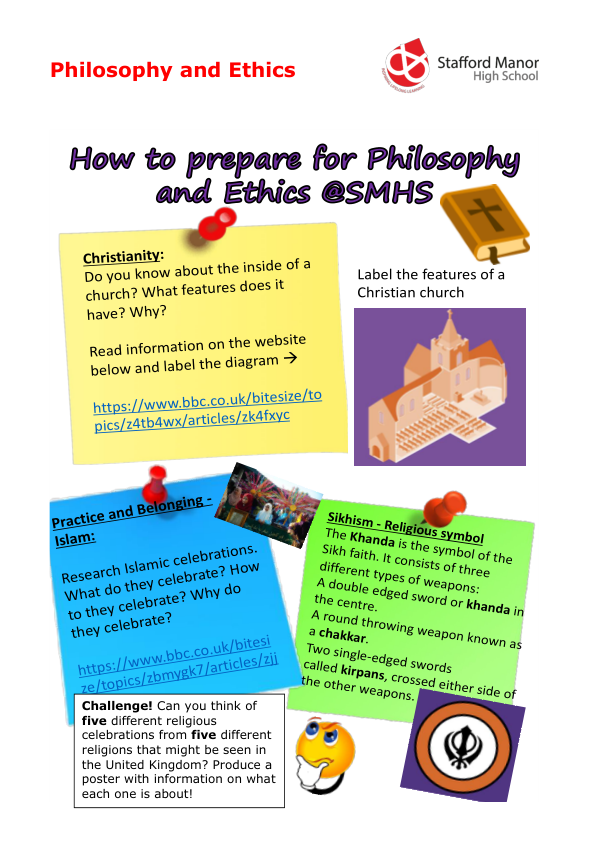 Philosophy and Ethics
Stafford Manor
High School
How to prepare for Philosophy
and Ethics @SMHS
Christianity:
Do you know about the inside of a
church? What features does it
have? Why?
Read information on the website
below and label the diagram →
https://www.bbc.co.uk/bitesize/to
pics/z4tb4wx/articles/zk4fxyc
Label the features of a
Christian church
Practice and Belonging -
Islam:
Research Islamic celebrations.
What do they celebrate? How
to they celebrate? Why do
they celebrate?
https://www.bbc.co.uk/bitesi
ze/topics/zbmygk7/articles/zjj
Sikhism - Religious symbol
The Khanda is the symbol of the
Sikh faith. It consists of three
different types of weapons:
A double edged sword or khanda in
the centre.
A round throwing weapon known as
a chakkar.
Two single-edged swords
called kirpans, crossed either side of
the other weapons.
Challenge! Can you think of
five different religious
celebrations from five different
religions that might be seen in
the United Kingdom? Produce a
poster with information on what
each one is about!